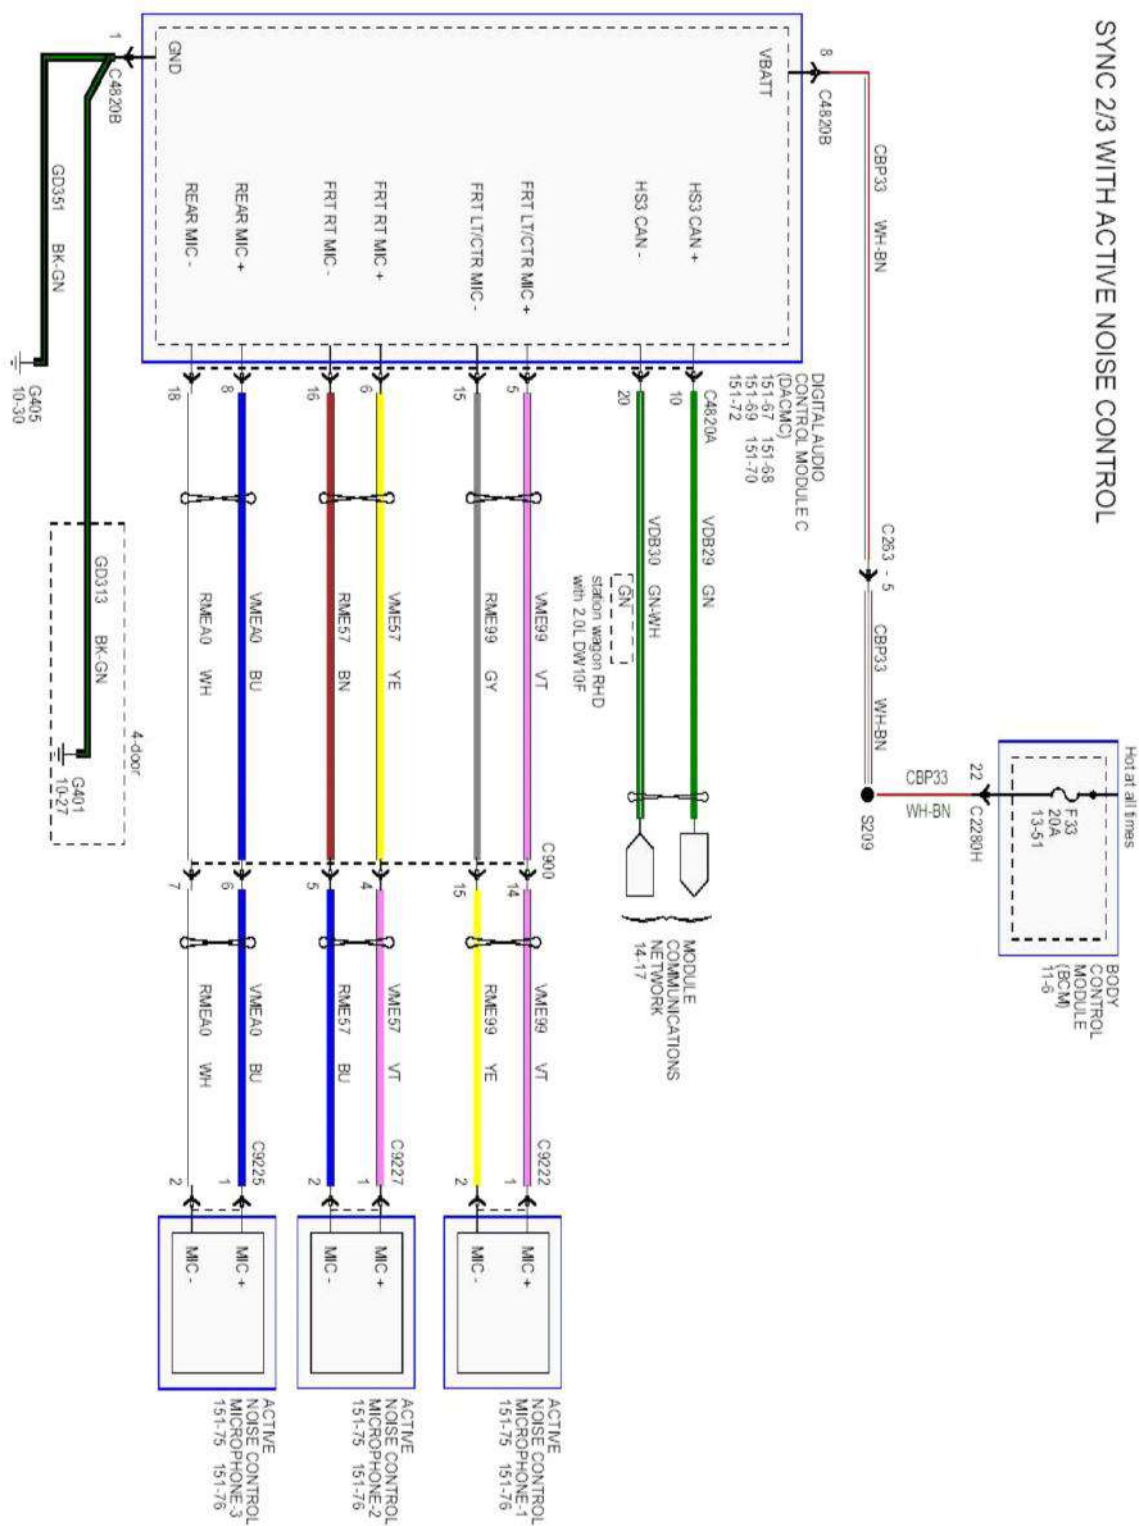 SYNC 2/3 WITH ACTIVE NOISE CONTROL
Hot at all times
F33
20A
13-51
BODY
CONTROL
MODULE
(BCM)
11-6
22
C2280H
CBP33
WH-BN
S209
8
C4820B
CBP33
WH-BN
C263 - 5
CBP33
WH-BN
VBATT
GND
HS3 CAN +
HS3 CAN -
FRT LT/CTR MIC +
FRT LT/CTR MIC -
FRT RT MIC +
FRT RT MIC -
REAR MIC +
REAR MIC -
DIGITAL AUDIO
CONTROL MODULE C
(DACMC)
151-67 151-68
151-69 151-70
151-72
C4820A
10
VDB29 GN
20
VDB30 GN-WH
GN
station wagon RHD
with 2.0L DW10F
MODULE
COMMUNICATIONS
NETWORK
14-17
C900
5
VME99 VT
14
VME99 VT
C9222
1
MIC +
15
RME99 GY
15
RME99 YE
2
MIC -
ACTIVE
NOISE CONTROL
MICROPHONE-1
151-75 151-76
6
VME57 YE
4
VME57 VT
C9227
1
MIC +
16
RME57 BN
5
RME57 BU
2
MIC -
ACTIVE
NOISE CONTROL
MICROPHONE-2
151-75 151-76
8
VMEA0 BU
6
VMEA0 BU
C9225
1
MIC +
18
RMEA0 WH
7
RMEA0 WH
2
MIC -
ACTIVE
NOISE CONTROL
MICROPHONE-3
151-75 151-76
1
C4820B
4-door
GD313 BK-GN
G401
10-27
GD351 BK-GN
G405
10-30